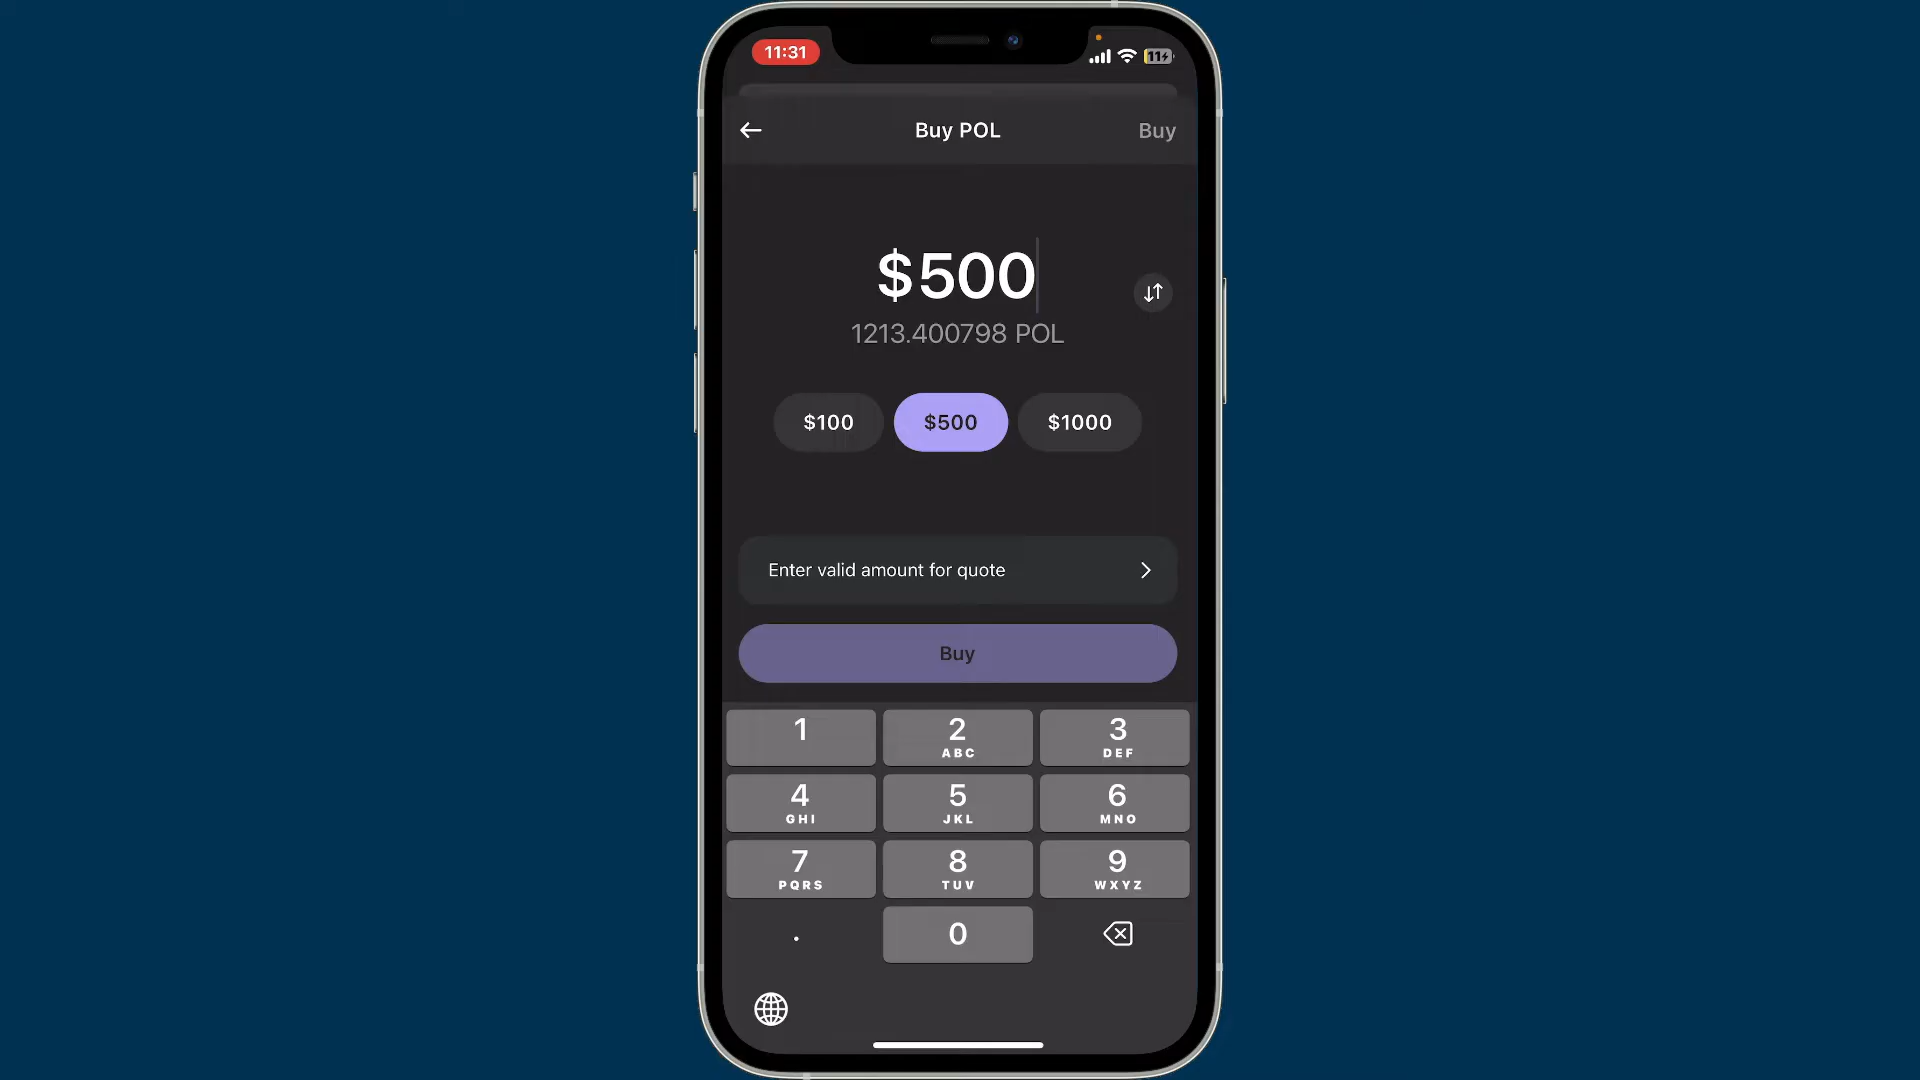 11:31
11
Buy POL
Buy
$500
1213.400798 POL
$100
$500
$1000
Enter valid amount for quote
Buy
1
2
ABC
3
DEF
4
GHI
5
JKL
6
MNO
7
PQRS
8
TUV
9
WXYZ
.
0